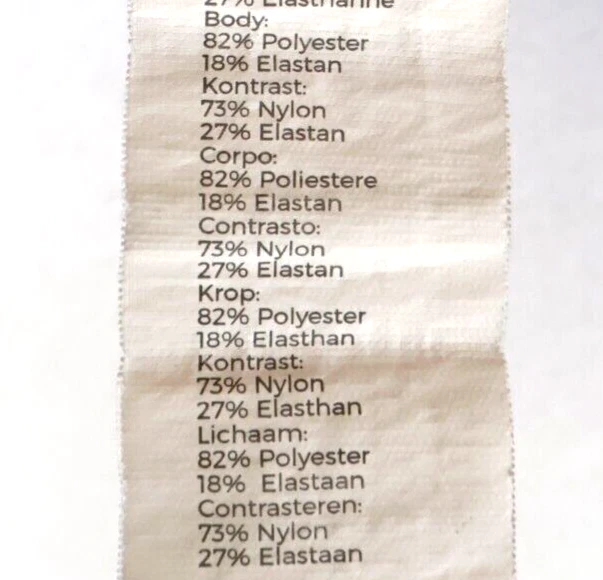 27% Elasthanne
Body:
82% Polyester
18% Elastan
Kontrast:
73% Nylon
27% Elastan
Corpo:
82% Poliestere
18% Elastan
Contrasto:
73% Nylon
27% Elastan
Krop:
82% Polyester
18% Elasthan
Kontrast:
73% Nylon
27% Elasthan
Lichaam:
82% Polyester
18% Elastaan
Contrasteren:
73% Nylon
27% Elastaan